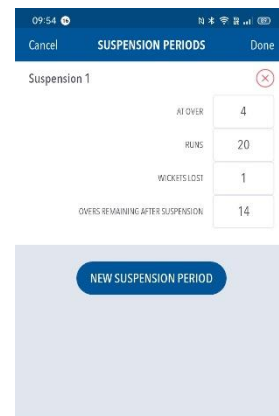 09:54
Cancel SUSPENSION PERIODS Done
Suspension 1
AT OVER 4
RUNS 20
WICKETS LOST 1
OVERS REMAINING AFTER SUSPENSION 14
NEW SUSPENSION PERIOD